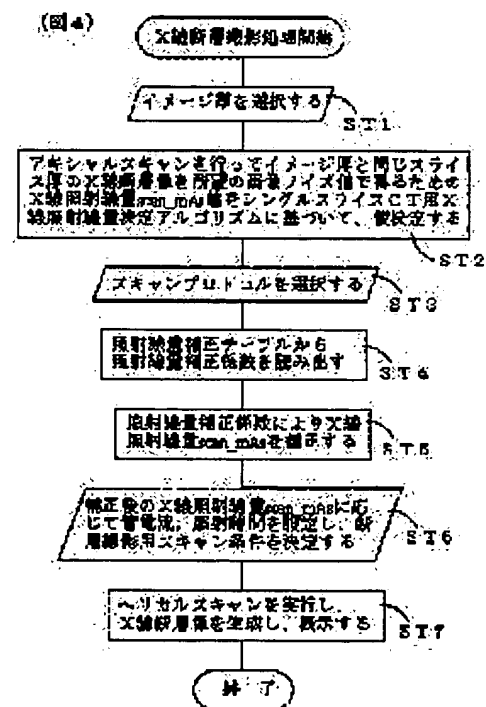 (図4)
X線断層撮影処理開始
イメージ厚を選択する
ST1
アキシャルスキャンを行ってイメージ厚と同じスライ
ス厚のX線断層像を所望の画像ノイズ値で得るための
X線照射線量scan_mAs値をシングルスライスCT用X
線照射線量決定アルゴリズムに基づいて、仮設定する
ST2
スキャンプロトコルを選択する
ST3
照射線量補正テーブルから
照射線量補正係数を読み出す
ST4
照射線量補正係数によりX線
照射線量scan_mAsを補正する
ST5
補正後のX線照射線量scan_mAsに応
じて管電流,照射時間を設定し、断
層撮影用スキャン条件を決定する
ST6
ヘリカルスキャンを実行し、
X線断層像を生成し、表示する
ST7
終了